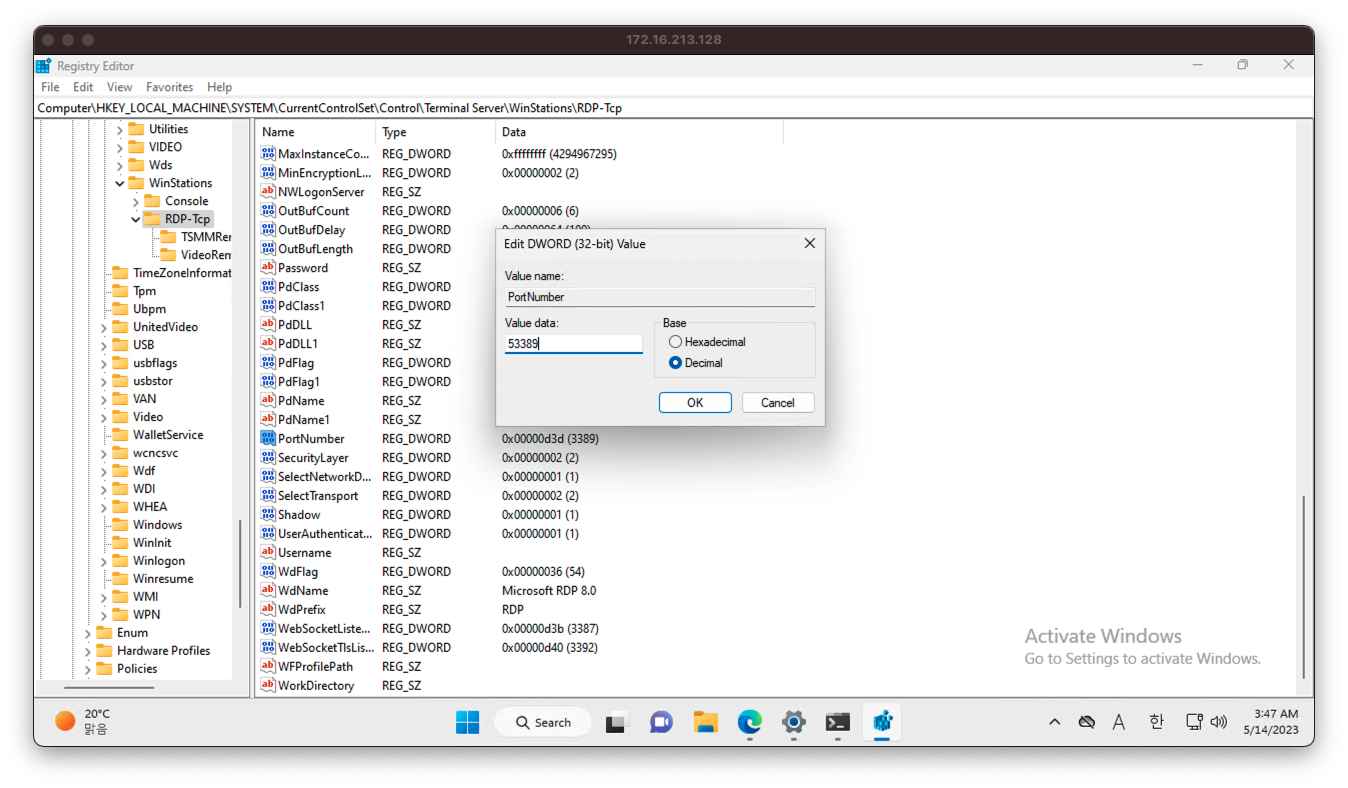 172.16.213.128
Registry Editor
File Edit View Favorites Help
Computer\HKEY_LOCAL_MACHINE\SYSTEM\CurrentControlSet\Control\Terminal Server\WinStations\RDP-Tcp
Utilities
VIDEO
Wds
WinStations
Console
RDP-Tcp
TSMMRer
VideoRem
TimeZoneInformat
Tpm
Ubpm
UnitedVideo
USB
usbflags
usbstor
VAN
Video
WalletService
wcncsvc
Wdf
WDI
WHEA
Windows
WinInit
Winlogon
Winresume
WMI
WPN
Enum
Hardware Profiles
Policies
Name Type Data
MaxInstanceCo... REG_DWORD 0xffffffff (4294967295)
MinEncryptionL... REG_DWORD 0x00000002 (2)
NWLogonServer REG_SZ
OutBufCount REG_DWORD 0x00000006 (6)
OutBufDelay REG_DWORD 0x00000064 (100)
OutBufLength REG_DWORD
Password REG_SZ
PdClass REG_DWORD
PdClass1 REG_DWORD
PdDLL REG_SZ
PdDLL1 REG_SZ
PdFlag REG_DWORD
PdFlag1 REG_DWORD
PdName REG_SZ
PdName1 REG_SZ
PortNumber REG_DWORD 0x00000d3d (3389)
SecurityLayer REG_DWORD 0x00000002 (2)
SelectNetworkD... REG_DWORD 0x00000001 (1)
SelectTransport REG_DWORD 0x00000002 (2)
Shadow REG_DWORD 0x00000001 (1)
UserAuthenticat... REG_DWORD 0x00000001 (1)
Username REG_SZ
WdFlag REG_DWORD 0x00000036 (54)
WdName REG_SZ Microsoft RDP 8.0
WdPrefix REG_SZ RDP
WebSocketListe... REG_DWORD 0x00000d3b (3387)
WebSocketTlsLis... REG_DWORD 0x00000d40 (3392)
WFProfilePath REG_SZ
WorkDirectory REG_SZ
Edit DWORD (32-bit) Value
Value name:
PortNumber
Value data:
53389
Base
Hexadecimal
Decimal
OK Cancel
Activate Windows
Go to Settings to activate Windows.
20°C
맑음
Search
A 한
3:47 AM
5/14/2023